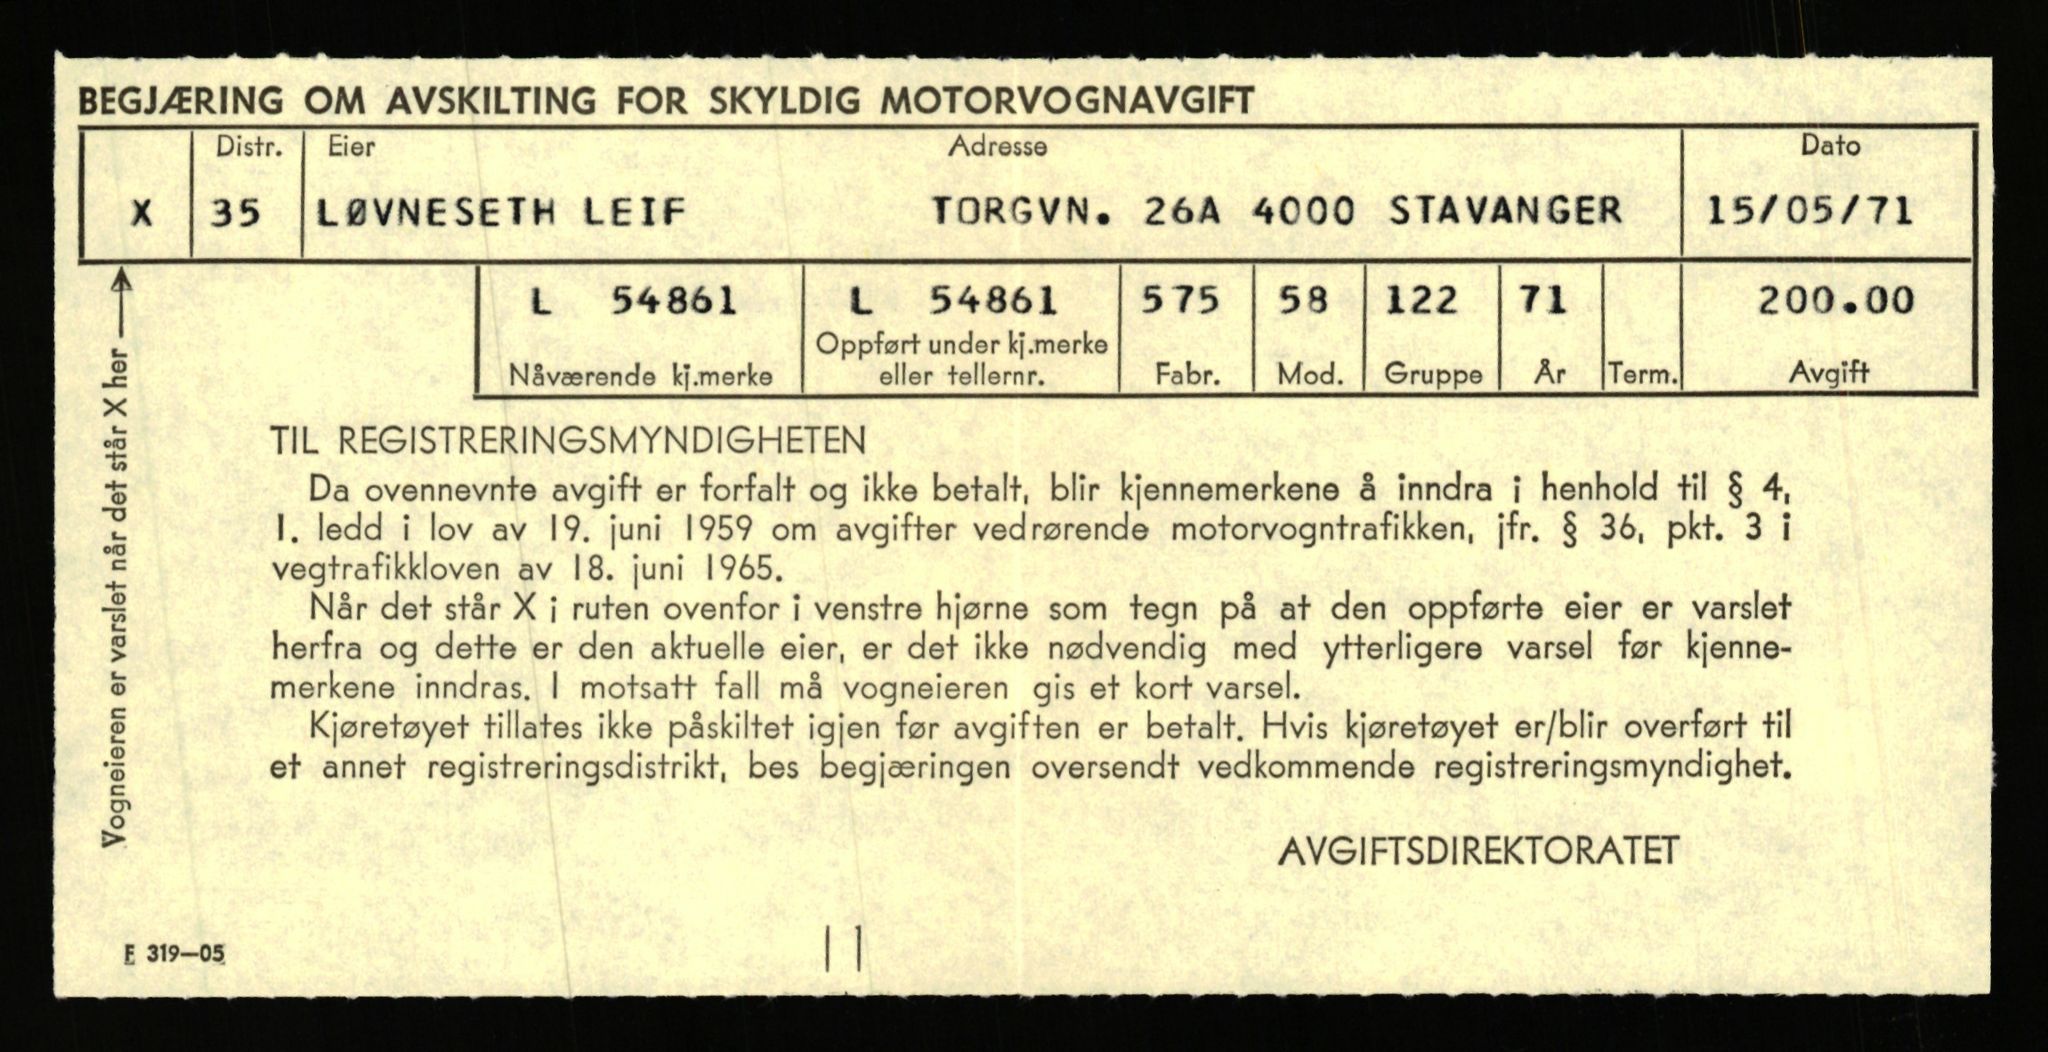 BEGJÆRING OM AVSKILTING FOR SKYLDIG MOTORVOGNAVGIFT
Distr. Eier Adresse Dato
X 35 LØVNESETH LEIF TORGVN. 26A 4000 STAVANGER 15/05/71
L 54861 L 54861 575 58 122 71 200.00
Oppført under kj.merke
Nåværende kj.merke eller tellernr. Fabr. Mod. Gruppe År Term. Avgift
Vogneieren er varslet når det står X her
TIL REGISTRERINGSMYNDIGHETEN
Da ovennevnte avgift er forfalt og ikke betalt, blir kjennemerkene å inndra i henhold til § 4,
1. ledd i lov av 19. juni 1959 om avgifter vedrørende motorvogntrafikken, jfr. § 36, pkt. 3 i
vegtrafikkloven av 18. juni 1965.
Når det står X i ruten ovenfor i venstre hjørne som tegn på at den oppførte eier er varslet
herfra og dette er den aktuelle eier, er det ikke nødvendig med ytterligere varsel før kjenne-
merkene inndras. I motsatt fall må vogneieren gis et kort varsel.
Kjøretøyet tillates ikke påskiltet igjen før avgiften er betalt. Hvis kjøretøyet er/blir overført til
et annet registreringsdistrikt, bes begjæringen oversendt vedkommende registreringsmyndighet.
AVGIFTSDIREKTORATET
F 319—05